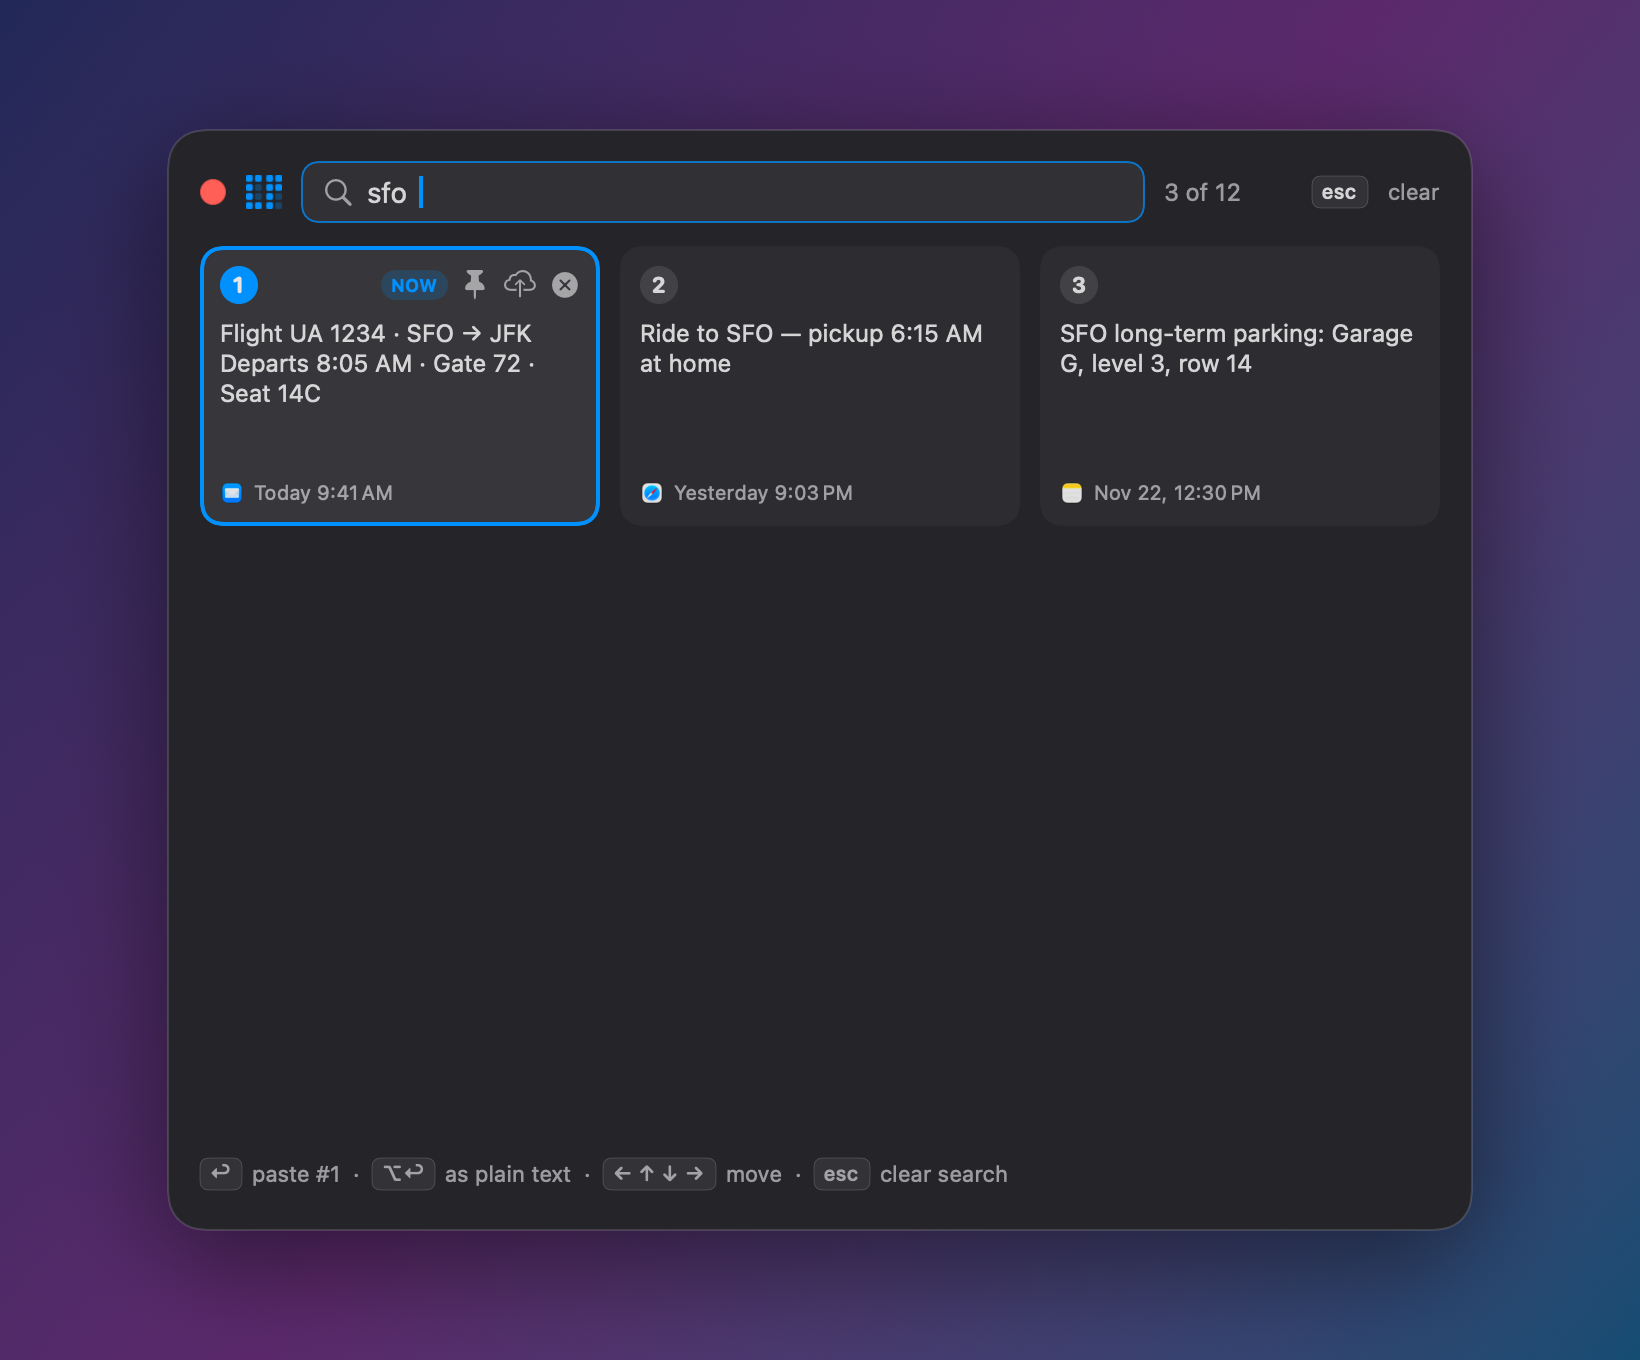 sfo
3 of 12
esc clear
1
NOW
Flight UA 1234 · SFO → JFK
Departs 8:05 AM · Gate 72 ·
Seat 14C
Today 9:41 AM
2
Ride to SFO — pickup 6:15 AM
at home
Yesterday 9:03 PM
3
SFO long-term parking: Garage
G, level 3, row 14
Nov 22, 12:30 PM
↩ paste #1 · ⌥↩ as plain text · ← ↑ ↓ → move · esc clear search